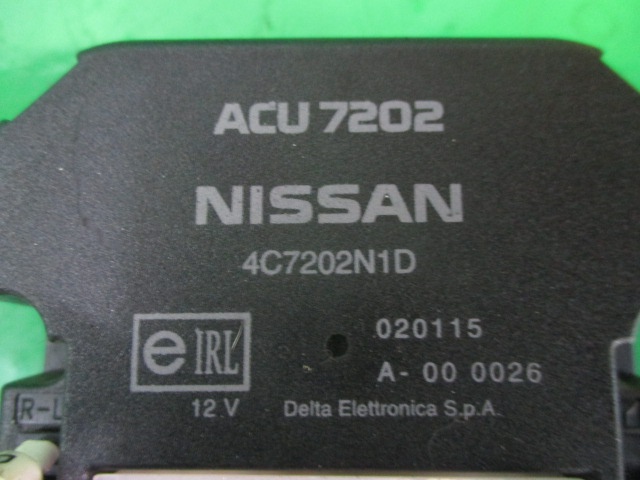 ACU 7202
NISSAN
4C7202N1D
e IRL
020115
A- 00 0026
12 V
Delta Elettronica S.p.A.
R-L